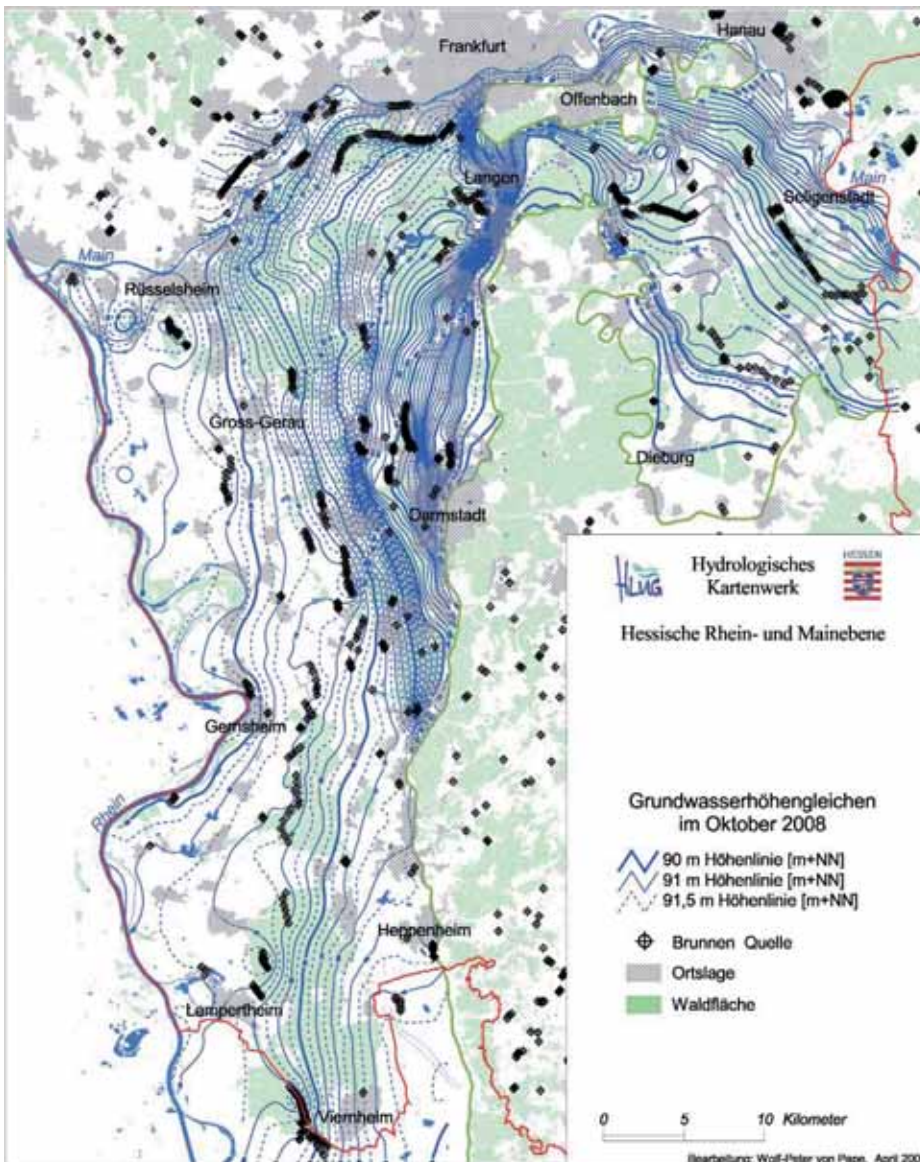 Hanau
Frankfurt
Offenbach
Main
Langen
Seligenstadt
Main
Rüsselsheim
Gross-Gerau
Dieburg
Darmstadt
HLUG
HESSEN
Hydrologisches
Kartenwerk
Hessische Rhein- und Mainebene
Gernsheim
Rhein
Grundwasserhöhengleichen
im Oktober 2008
90 m Höhenlinie [m+NN]
91 m Höhenlinie [m+NN]
91,5 m Höhenlinie [m+NN]
Brunnen Quelle
Ortslage
Waldfläche
Heppenheim
Lampertheim
Viernheim
0 5 10 Kilometer
Bearbeitung: Wolf-Peter von Pape, April 200